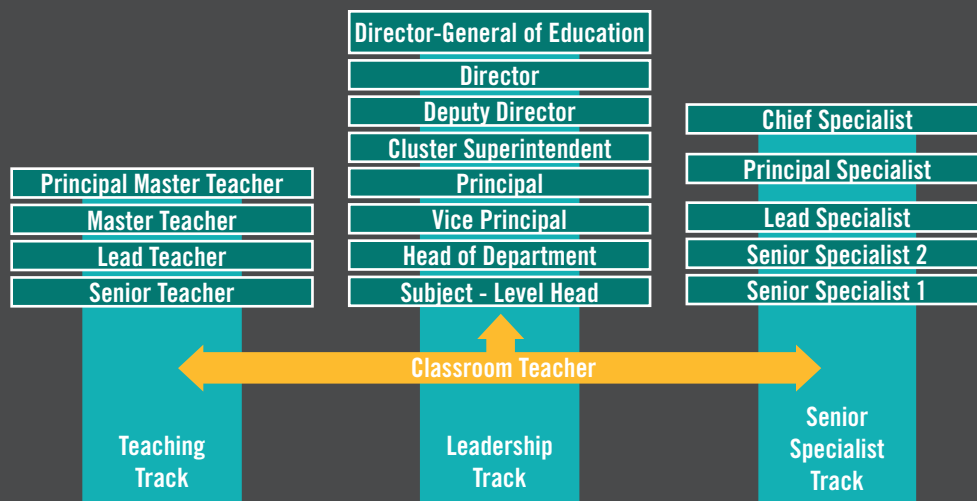 Director-General of Education
Director
Deputy Director
Cluster Superintendent
Principal
Vice Principal
Head of Department
Subject - Level Head
Principal Master Teacher
Master Teacher
Lead Teacher
Senior Teacher
Chief Specialist
Principal Specialist
Lead Specialist
Senior Specialist 2
Senior Specialist 1
Classroom Teacher
Teaching
Track
Leadership
Track
Senior
Specialist
Track